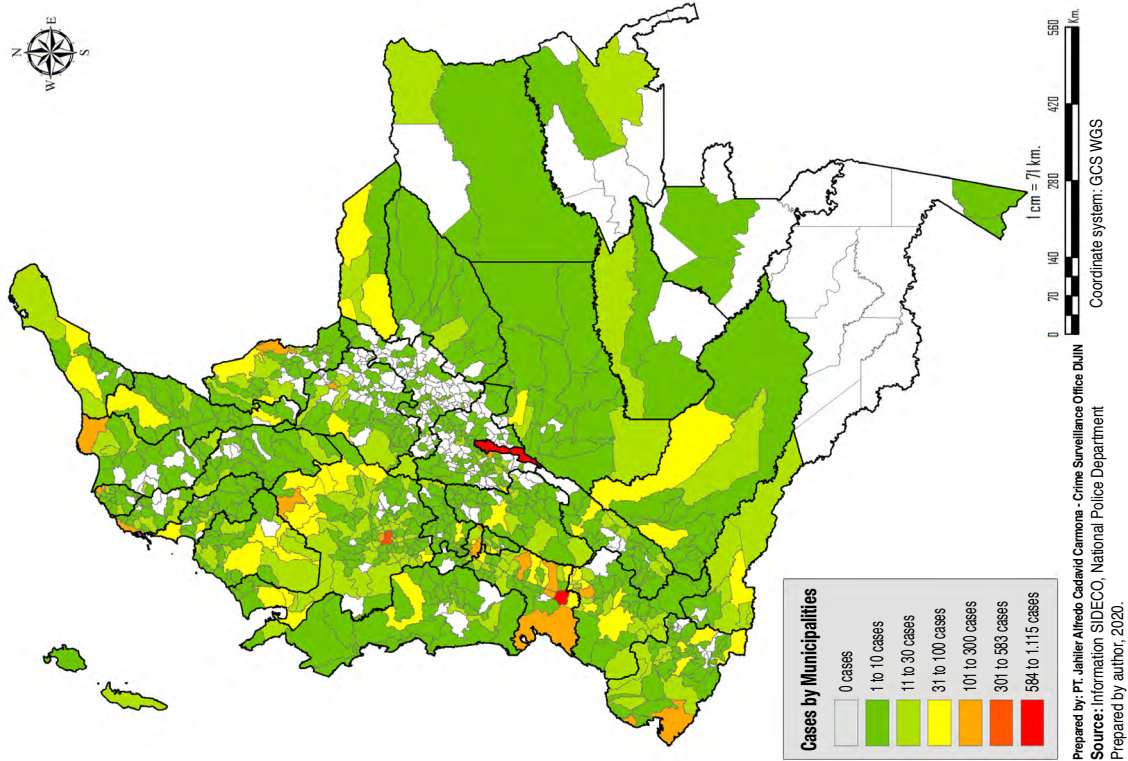 N
W
E
S
1 cm = 71 km.
0 70 140 280 420 560
Km.
Coordinate system: GCS WGS
Cases by Municipalities
0 cases
1 to 10 cases
11 to 30 cases
31 to 100 cases
101 to 300 cases
301 to 583 cases
584 to 1.115 cases
Prepared by: PT. Jahiler Alfredo Cadavid Carmona - Crime Surveillance Office DIJIN
Source: Information SIDECO, National Police Department
Prepared by author, 2020.